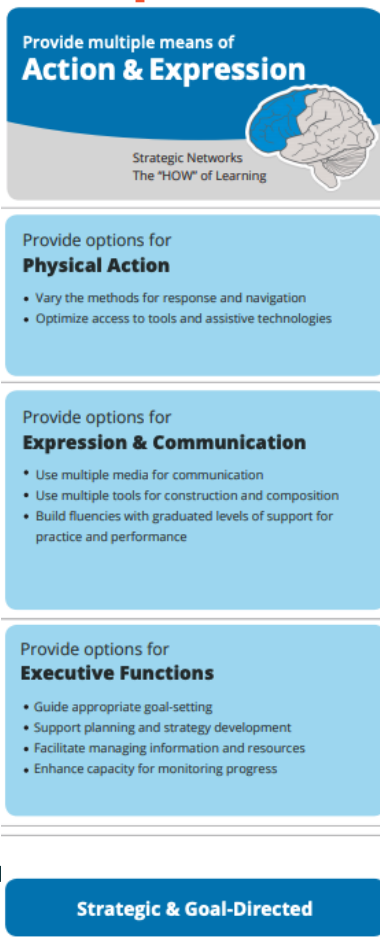 Provide multiple means of
Action & Expression
Strategic Networks
The "HOW" of Learning
Provide options for
Physical Action
• Vary the methods for response and navigation
• Optimize access to tools and assistive technologies
Provide options for
Expression & Communication
• Use multiple media for communication
• Use multiple tools for construction and composition
• Build fluencies with graduated levels of support for
practice and performance
Provide options for
Executive Functions
• Guide appropriate goal-setting
• Support planning and strategy development
• Facilitate managing information and resources
• Enhance capacity for monitoring progress
Strategic & Goal-Directed